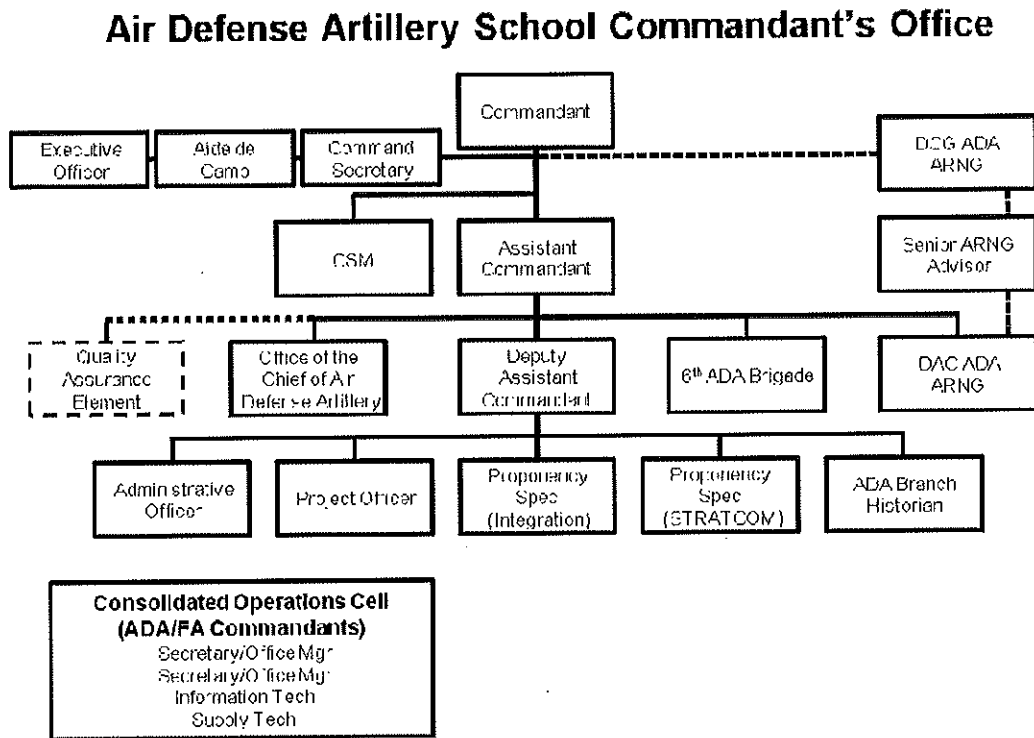 Air Defense Artillery School Commandant's Office
Commandant
Executive
Officer
Aide de
Camp
Command
Secretary
DCG ADA
ARNG
CSM
Assistant
Commandant
Senior ARNG
Advisor
Quality
Assurance
Element
Office of the
Chief of Air
Defense Artillery
Deputy
Assistant
Commandant
6th ADA Brigade
DAC ADA
ARNG
Administrative
Officer
Project Officer
Proponency
Spec
(Integration)
Proponency
Spec
(STRATCOM)
ADA Branch
Historian
Consolidated Operations Cell
(ADA/FA Commandants)
Secretary/Office Mgr
Secretary/Office Mgr
Information Tech
Supply Tech